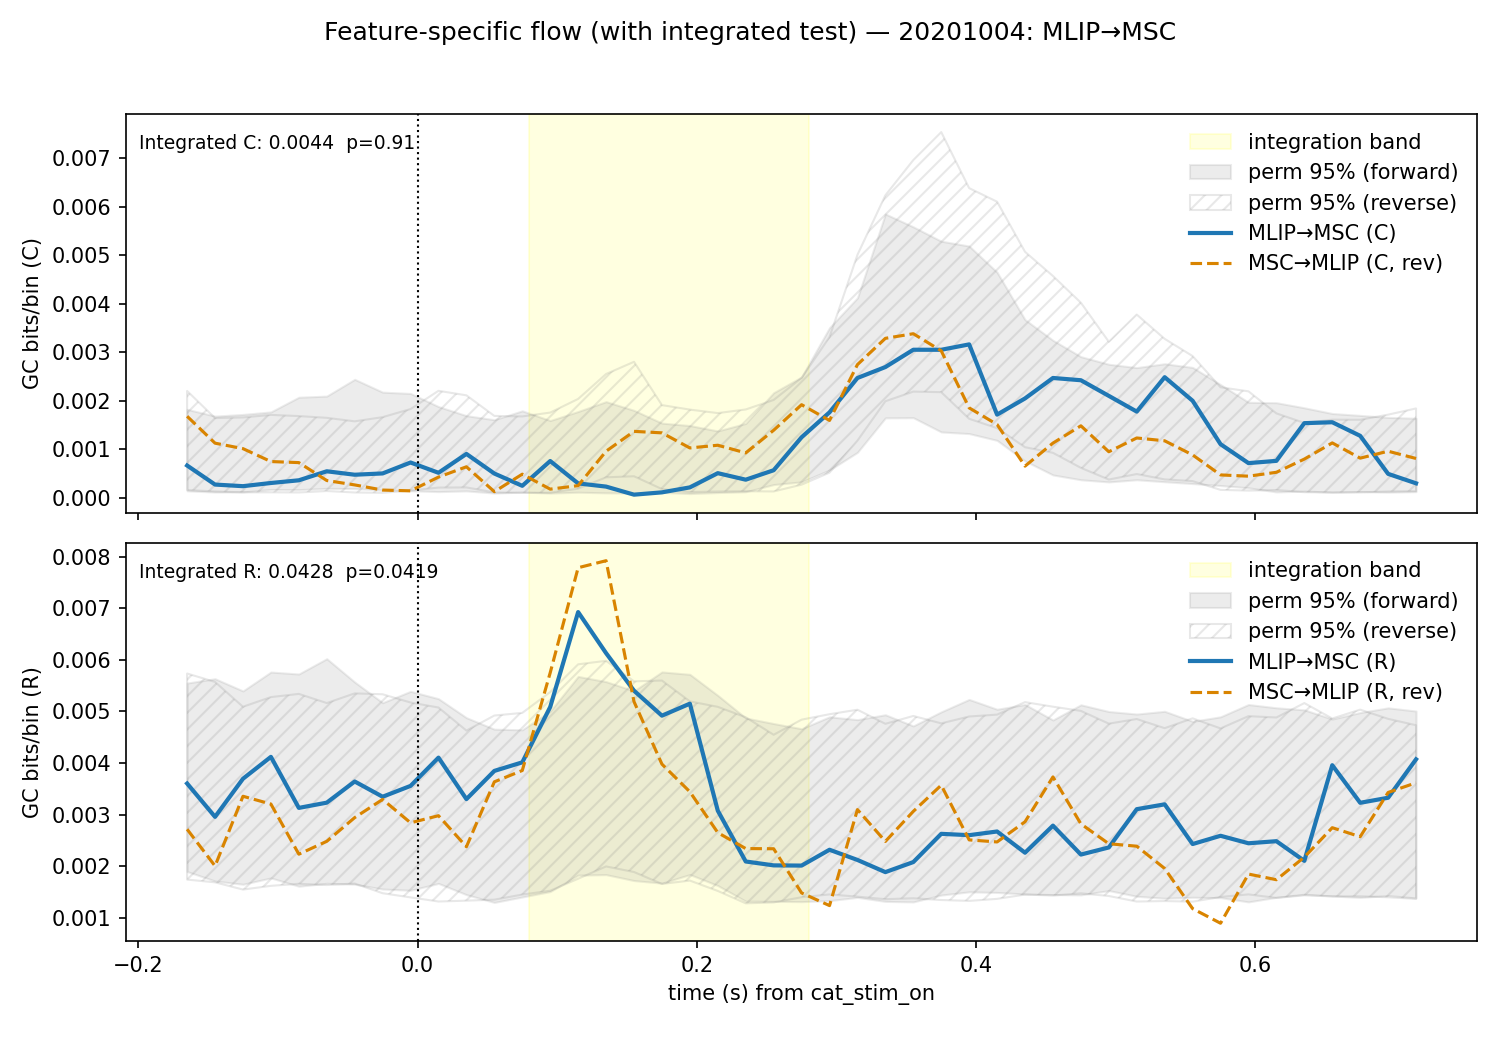 Feature-specific flow (with integrated test) — 20201004: MLIP→MSC
Integrated C: 0.0044  p=0.91
integration band
perm 95% (forward)
perm 95% (reverse)
MLIP→MSC (C)
MSC→MLIP (C, rev)
GC bits/bin (C)
0.007
0.006
0.005
0.004
0.003
0.002
0.001
0.000
Integrated R: 0.0428  p=0.0419
integration band
perm 95% (forward)
perm 95% (reverse)
MLIP→MSC (R)
MSC→MLIP (R, rev)
GC bits/bin (R)
0.008
0.007
0.006
0.005
0.004
0.003
0.002
0.001
−0.2
0.0
0.2
0.4
0.6
time (s) from cat_stim_on